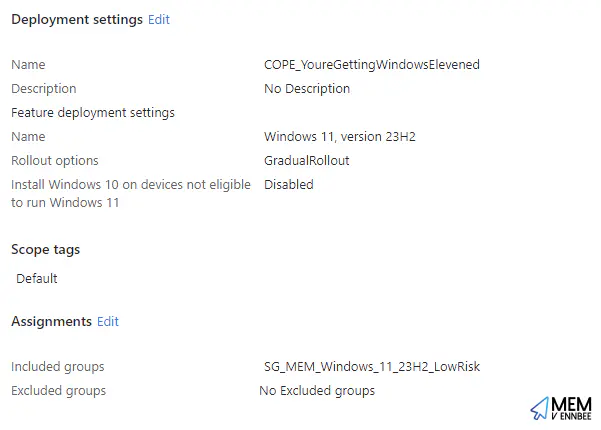 Deployment settings Edit
Name COPE_YoureGettingWindowsElevened
Description No Description
Feature deployment settings
Name Windows 11, version 23H2
Rollout options GradualRollout
Install Windows 10 on devices not eligible Disabled
to run Windows 11
Scope tags
Default
Assignments Edit
Included groups SG_MEM_Windows_11_23H2_LowRisk
Excluded groups No Excluded groups
MEM
V ENNBEE